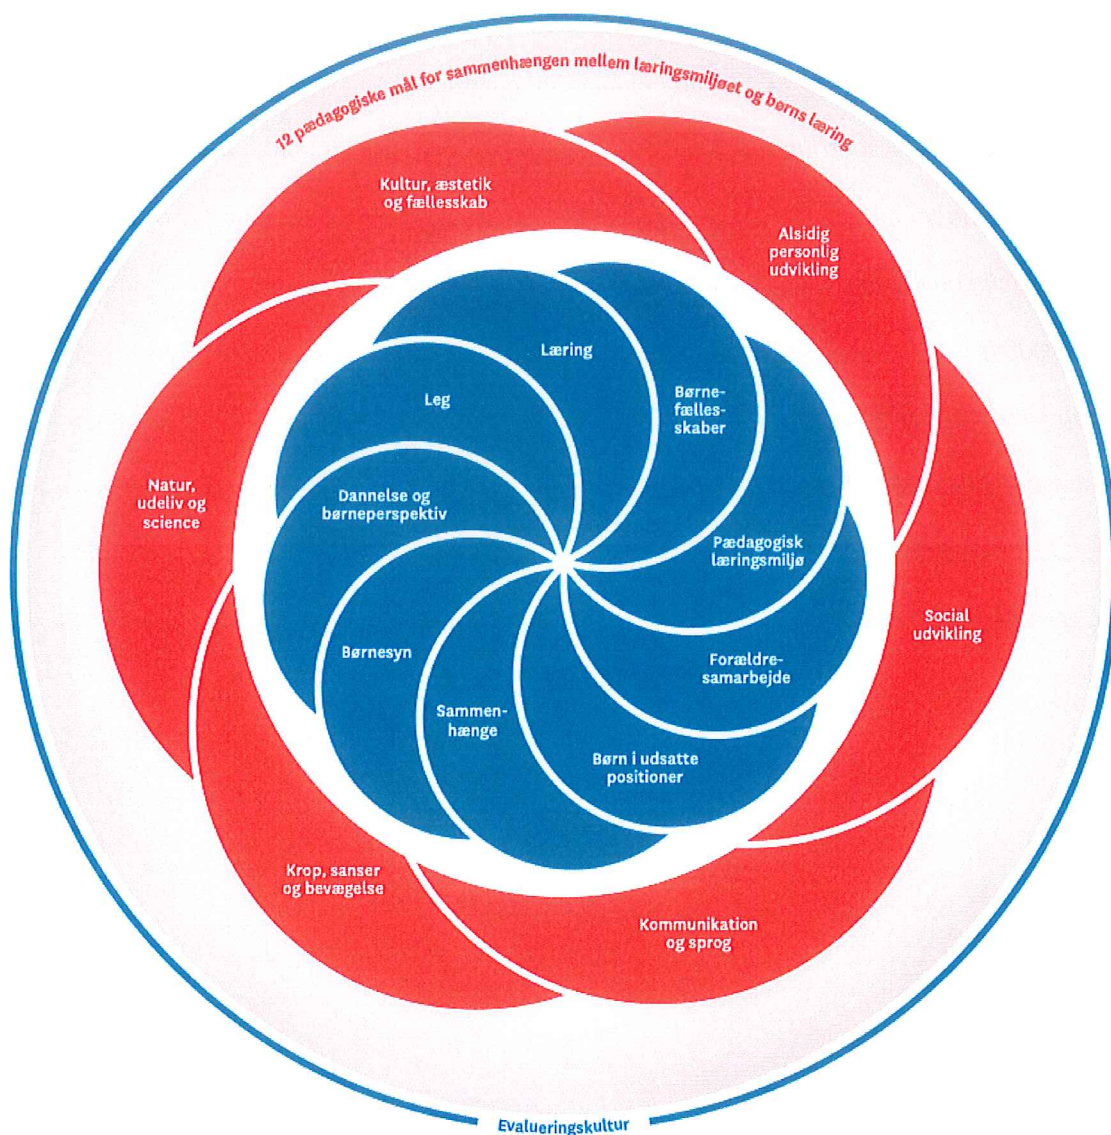 12 pædagogiske mål for sammenhængen mellem læringsmiljøet og børns læring
Kultur, æstetik
og fællesskab
Alsidig
personlig
udvikling
Læring
Børne-
fælles-
skaber
Leg
Natur,
udeliv og
science
Dannelse og
børneperspektiv
Pædagogisk
læringsmiljø
Social
udvikling
Børnesyn
Forældre-
samarbejde
Sammen-
hænge
Børn i udsatte
positioner
Krop, sanser
og bevægelse
Kommunikation
og sprog
Evalueringskultur